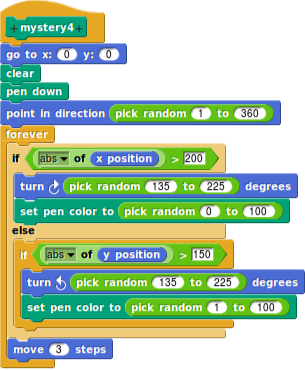 + mystery4 +
go to x: 0 y: 0
clear
pen down
point in direction pick random 1 to 360
forever
if abs of x position > 200
turn pick random 135 to 225 degrees
set pen color to pick random 0 to 100
else
if abs of y position > 150
turn pick random 135 to 225 degrees
set pen color to pick random 1 to 100
move 3 steps